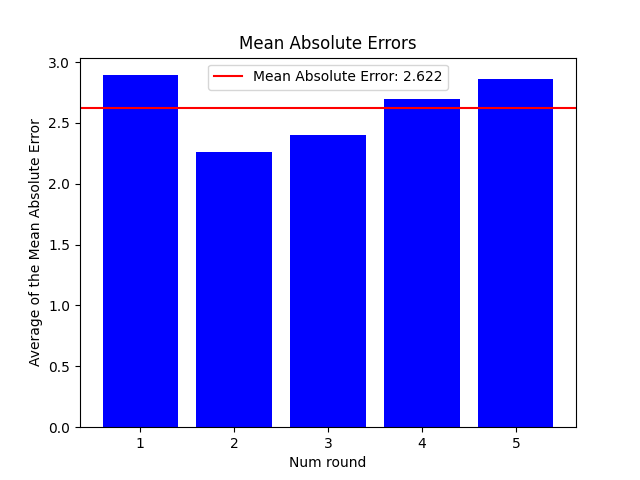 Mean Absolute Errors
Mean Absolute Error: 2.622
Average of the Mean Absolute Error
3.0
2.5
2.0
1.5
1.0
0.5
0.0
1 2 3 4 5
Num round